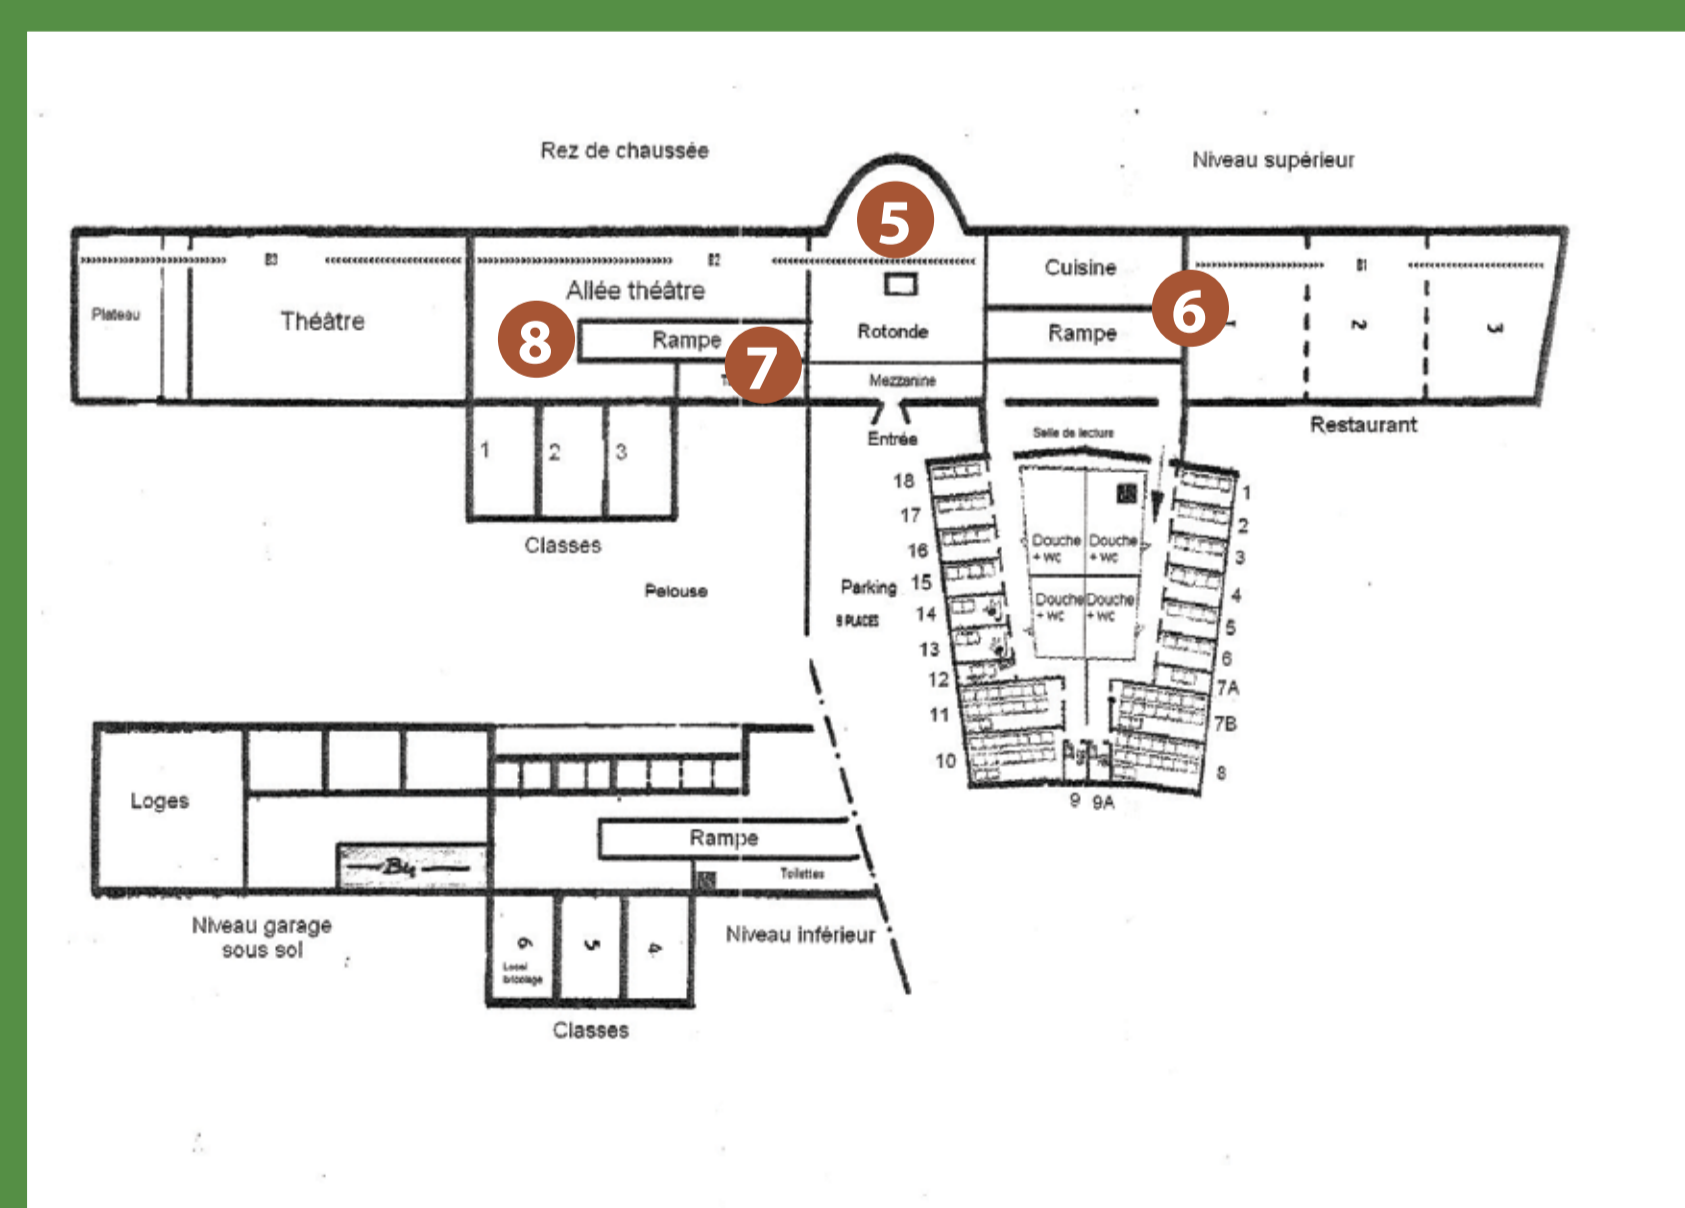 Rez de chaussée
Niveau supérieur
5
B3
B2
B1
Cuisine
Allée théâtre
Plateau
Théâtre
8
Rampe
7
Rotonde
Rampe
6
2
3
Mezzanine
Restaurant
Entrée
Salle de lecture
1
2
3
Classes
18
17
16
15
14
13
12
11
10
1
2
3
4
5
6
7A
7B
8
9
9A
Douche
+ WC
Douche
+ WC
Douche
+ WC
Douche
+ WC
Pelouse
Parking
9 PLACES
Loges
Rampe
Toilettes
Niveau garage
sous sol
Niveau inférieur
6
Local
bricolage
5
4
Classes